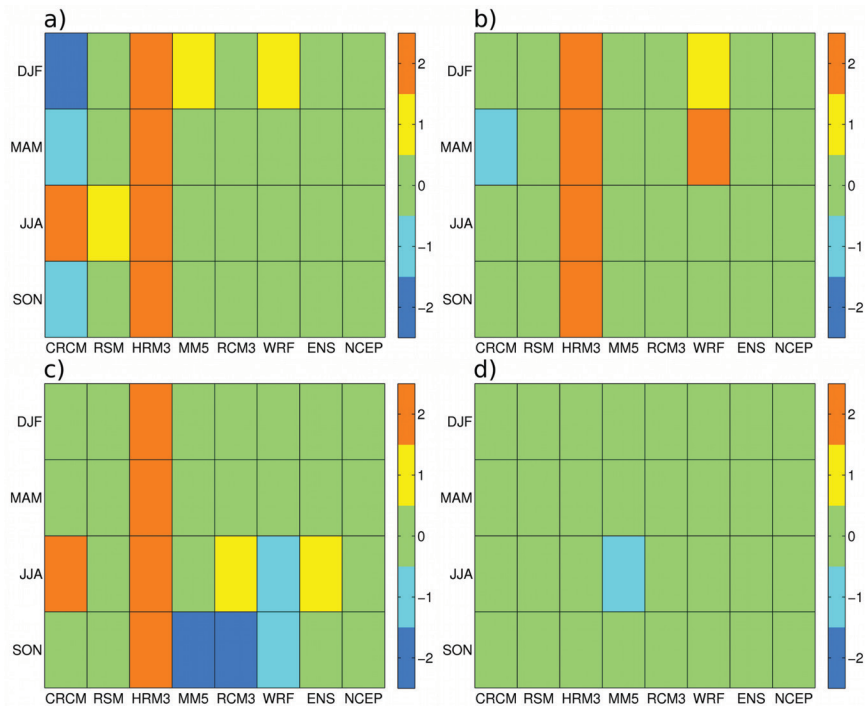 a)
DJF
MAM
JJA
SON
CRCM RSM HRM3 MM5 RCM3 WRF ENS NCEP
2
1
0
−1
−2
b)
DJF
MAM
JJA
SON
CRCM RSM HRM3 MM5 RCM3 WRF ENS NCEP
2
1
0
−1
−2
c)
DJF
MAM
JJA
SON
CRCM RSM HRM3 MM5 RCM3 WRF ENS NCEP
2
1
0
−1
−2
d)
DJF
MAM
JJA
SON
CRCM RSM HRM3 MM5 RCM3 WRF ENS NCEP
2
1
0
−1
−2